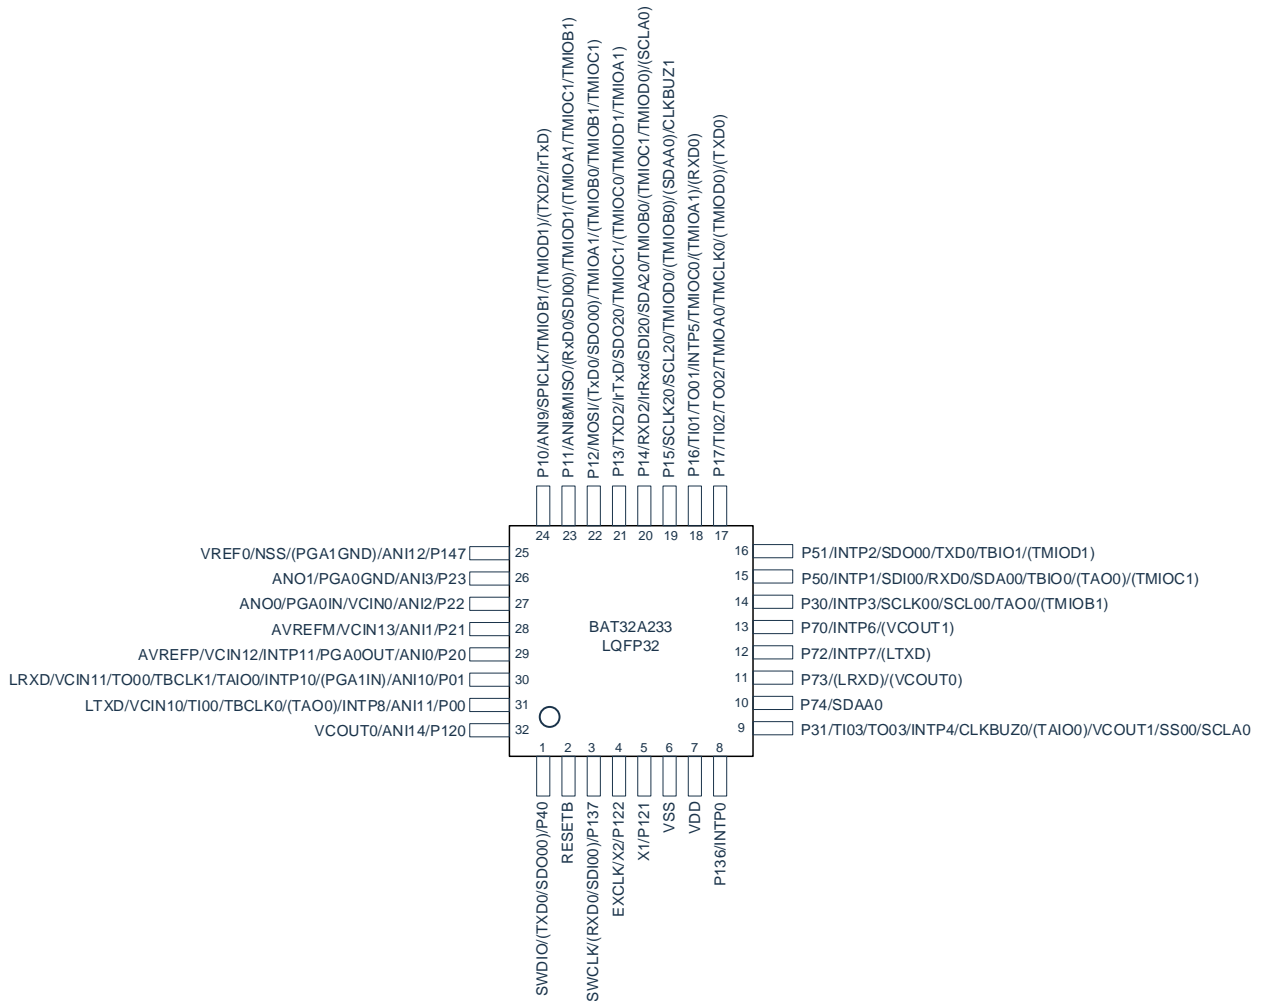 P10/ANI9/SPICLK/TMIOB1/(TMIOD1)/(TXD2/IrTxD)
P11/ANI8/MISO/(RxD0/SDI00)/TMIOD1/(TMIOA1/TMIOC1/TMIOB1)
P12/MOSI/(TxD0/SDO00)/TMIOA1/(TMIOB0/TMIOB1/TMIOC1)
P13/TXD2/IrTxD/SDO20/TMIOC1/(TMIOC0/TMIOD1/TMIOA1)
P14/RXD2/IrRxd/SDI20/SDA20/TMIOB0/(TMIOC1/TMIOD0)/(SCLA0)
P15/SCLK20/SCL20/TMIOD0/(TMIOB0)/(SDAA0)/CLKBUZ1
P16/TI01/TO01/INTP5/TMIOC0/(TMIOA1)/(RXD0)
P17/TI02/TO02/TMIOA0/TMCLK0/(TMIOD0)/(TXD0)
24 23 22 21 20 19 18 17
VREF0/NSS/(PGA1GND)/ANI12/P147 25
ANO1/PGA0GND/ANI3/P23 26
ANO0/PGA0IN/VCIN0/ANI2/P22 27
AVREFM/VCIN13/ANI1/P21 28
AVREFP/VCIN12/INTP11/PGA0OUT/ANI0/P20 29
LRXD/VCIN11/TO00/TBCLK1/TAIO0/INTP10/(PGA1IN)/ANI10/P01 30
LTXD/VCIN10/TI00/TBCLK0/(TAO0)/INTP8/ANI11/P00 31
VCOUT0/ANI14/P120 32
BAT32A233
LQFP32
16 P51/INTP2/SDO00/TXD0/TBIO1/(TMIOD1)
15 P50/INTP1/SDI00/RXD0/SDA00/TBIO0/(TAO0)/(TMIOC1)
14 P30/INTP3/SCLK00/SCL00/TAO0/(TMIOB1)
13 P70/INTP6/(VCOUT1)
12 P72/INTP7/(LTXD)
11 P73/(LRXD)/(VCOUT0)
10 P74/SDAA0
9 P31/TI03/TO03/INTP4/CLKBUZ0/(TAIO0)/VCOUT1/SS00/SCLA0
1 2 3 4 5 6 7 8
SWDIO/(TXD0/SDO00)/P40
RESETB
SWCLK/(RXD0/SDI00)/P137
EXCLK/X2/P122
X1/P121
VSS
VDD
P136/INTP0